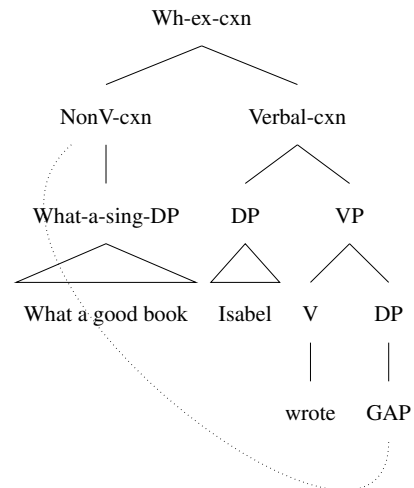 Wh-ex-cxn
NonV-cxn Verbal-cxn
What-a-sing-DP DP VP
What a good book Isabel V DP
wrote GAP